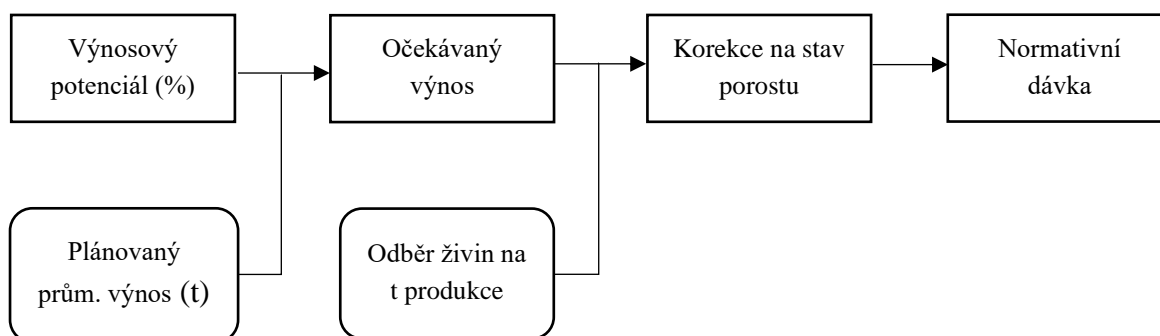 Výnosový
potenciál (%)
Očekávaný
výnos
Korekce na stav
porostu
Normativní
dávka
Plánovaný
prům. výnos (t)
Odběr živin na
t produkce